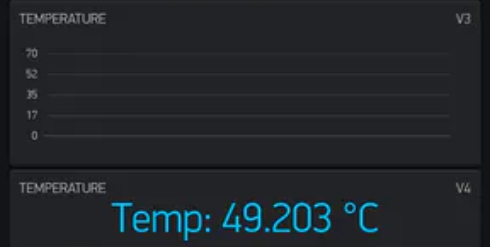 TEMPERATURE V3
70
52
35
17
0
TEMPERATURE V4
Temp: 49.203 °C